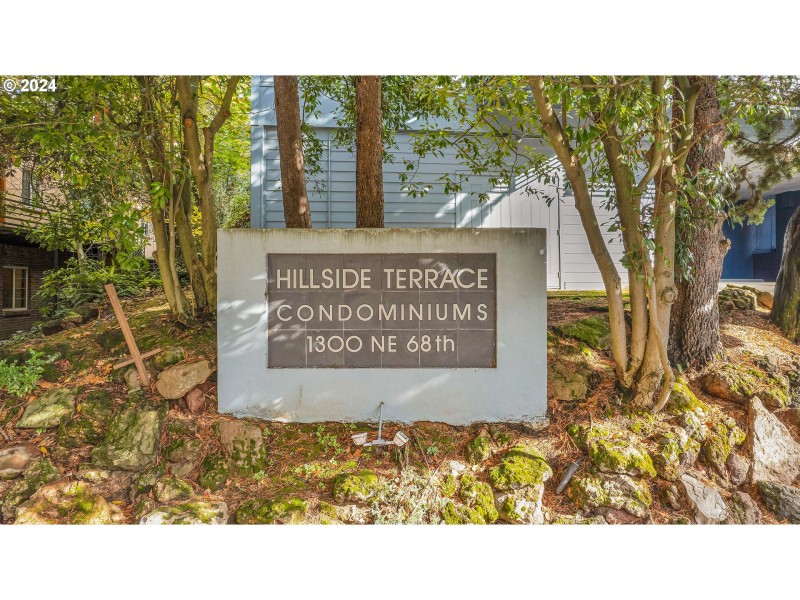 © 2024
HILLSIDE TERRACE
CONDOMINIUMS
1300 NE 68th